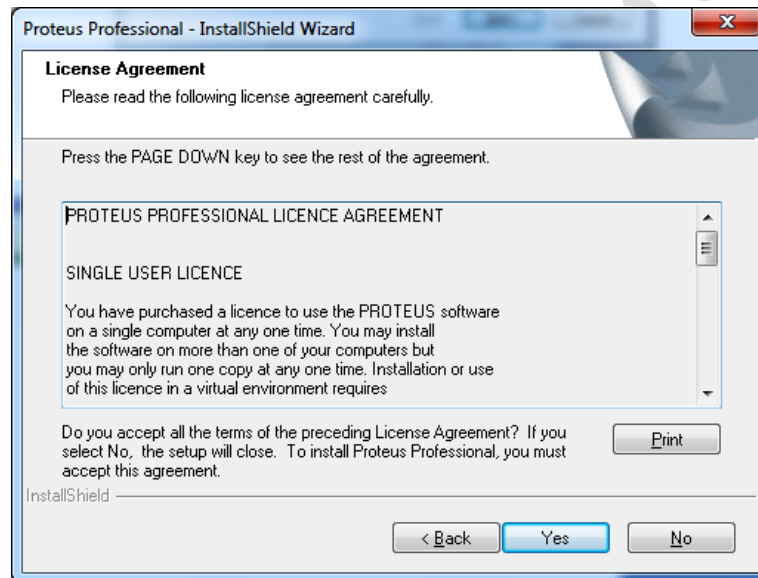 Proteus Professional - InstallShield Wizard
License Agreement
Please read the following license agreement carefully.
Press the PAGE DOWN key to see the rest of the agreement.
PROTEUS PROFESSIONAL LICENCE AGREEMENT
SINGLE USER LICENCE
You have purchased a licence to use the PROTEUS software
on a single computer at any one time. You may install
the software on more than one of your computers but
you may only run one copy at any one time. Installation or use
of this licence in a virtual environment requires
Do you accept all the terms of the preceding License Agreement? If you
select No, the setup will close. To install Proteus Professional, you must
accept this agreement.
Print
InstallShield
< Back
Yes
No